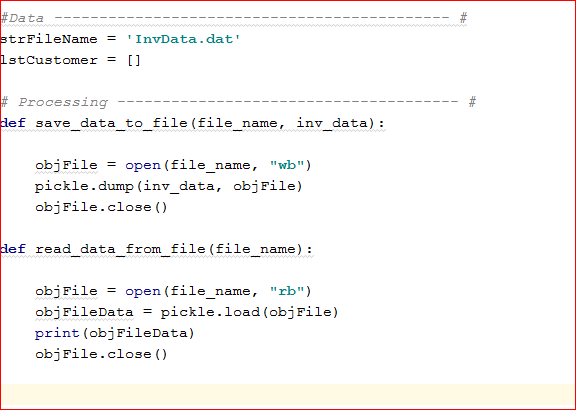 #Data -------------------------------------------- #
strFileName = 'InvData.dat'
lstCustomer = []
# Processing -------------------------------------- #
def save_data_to_file(file_name, inv_data):
objFile = open(file_name, "wb")
pickle.dump(inv_data, objFile)
objFile.close()
def read_data_from_file(file_name):
objFile = open(file_name, "rb")
objFileData = pickle.load(objFile)
print(objFileData)
objFile.close()